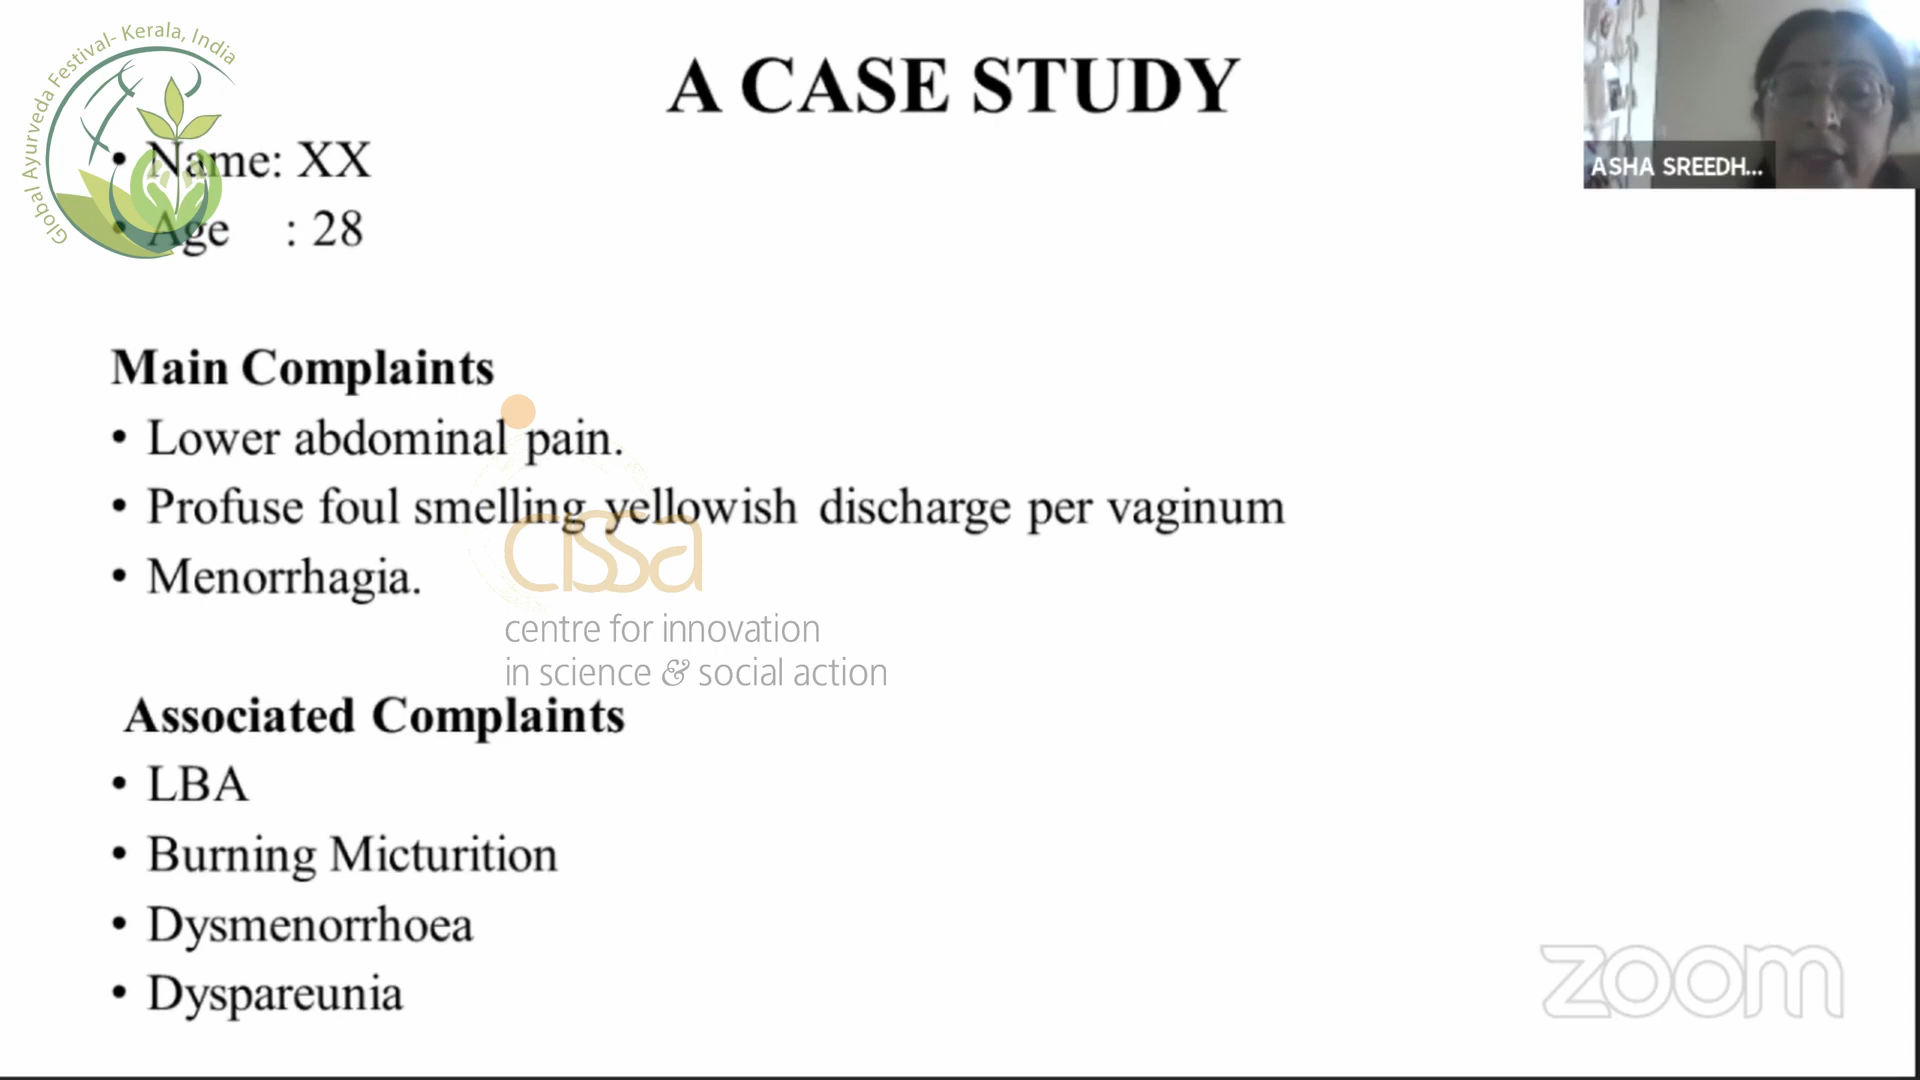 Global Ayurveda Festival- Kerala, India
A CASE STUDY
ASHA SREEDH...
• Name: XX
• Age : 28
Main Complaints
• Lower abdominal pain.
• Profuse foul smelling yellowish discharge per vaginum
• Menorrhagia.
cissa
centre for innovation
in science & social action
Associated Complaints
• LBA
• Burning Micturition
• Dysmenorrhoea
• Dyspareunia
zoom